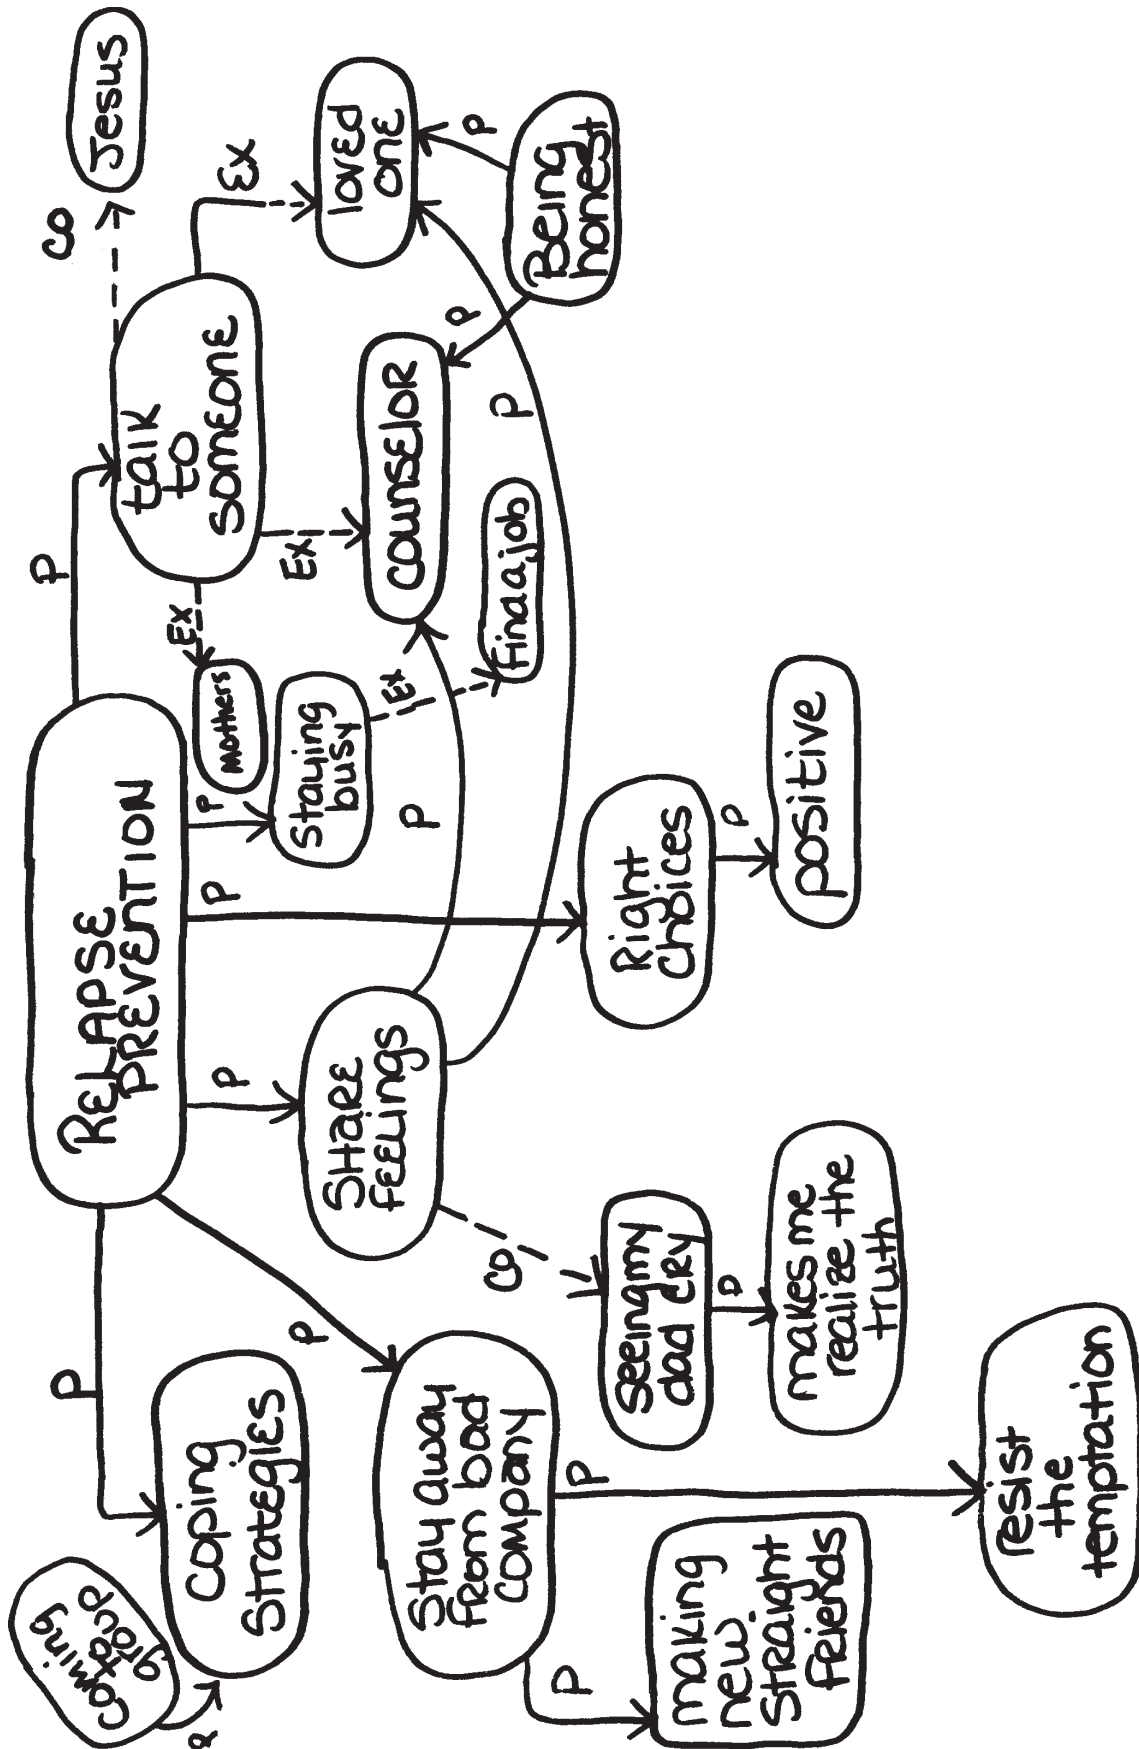 RELAPSE
PREVENTION
P
P
P
P
P
P
Coming
to
group
R
Coping
Strategies
Stay away
from bad
company
P
P
making
new
straight
friends
resist
the
temptation
SHARE
feelings
CO
P
P
Seeing my
dad cry
P
makes me
realize the
truth
Right
choices
P
positive
staying
busy
Ex
Find a job
talk
to
someone
Ex
Ex
Ex
CO
mothers
counselor
loved
one
Jesus
Being
honest
P
P